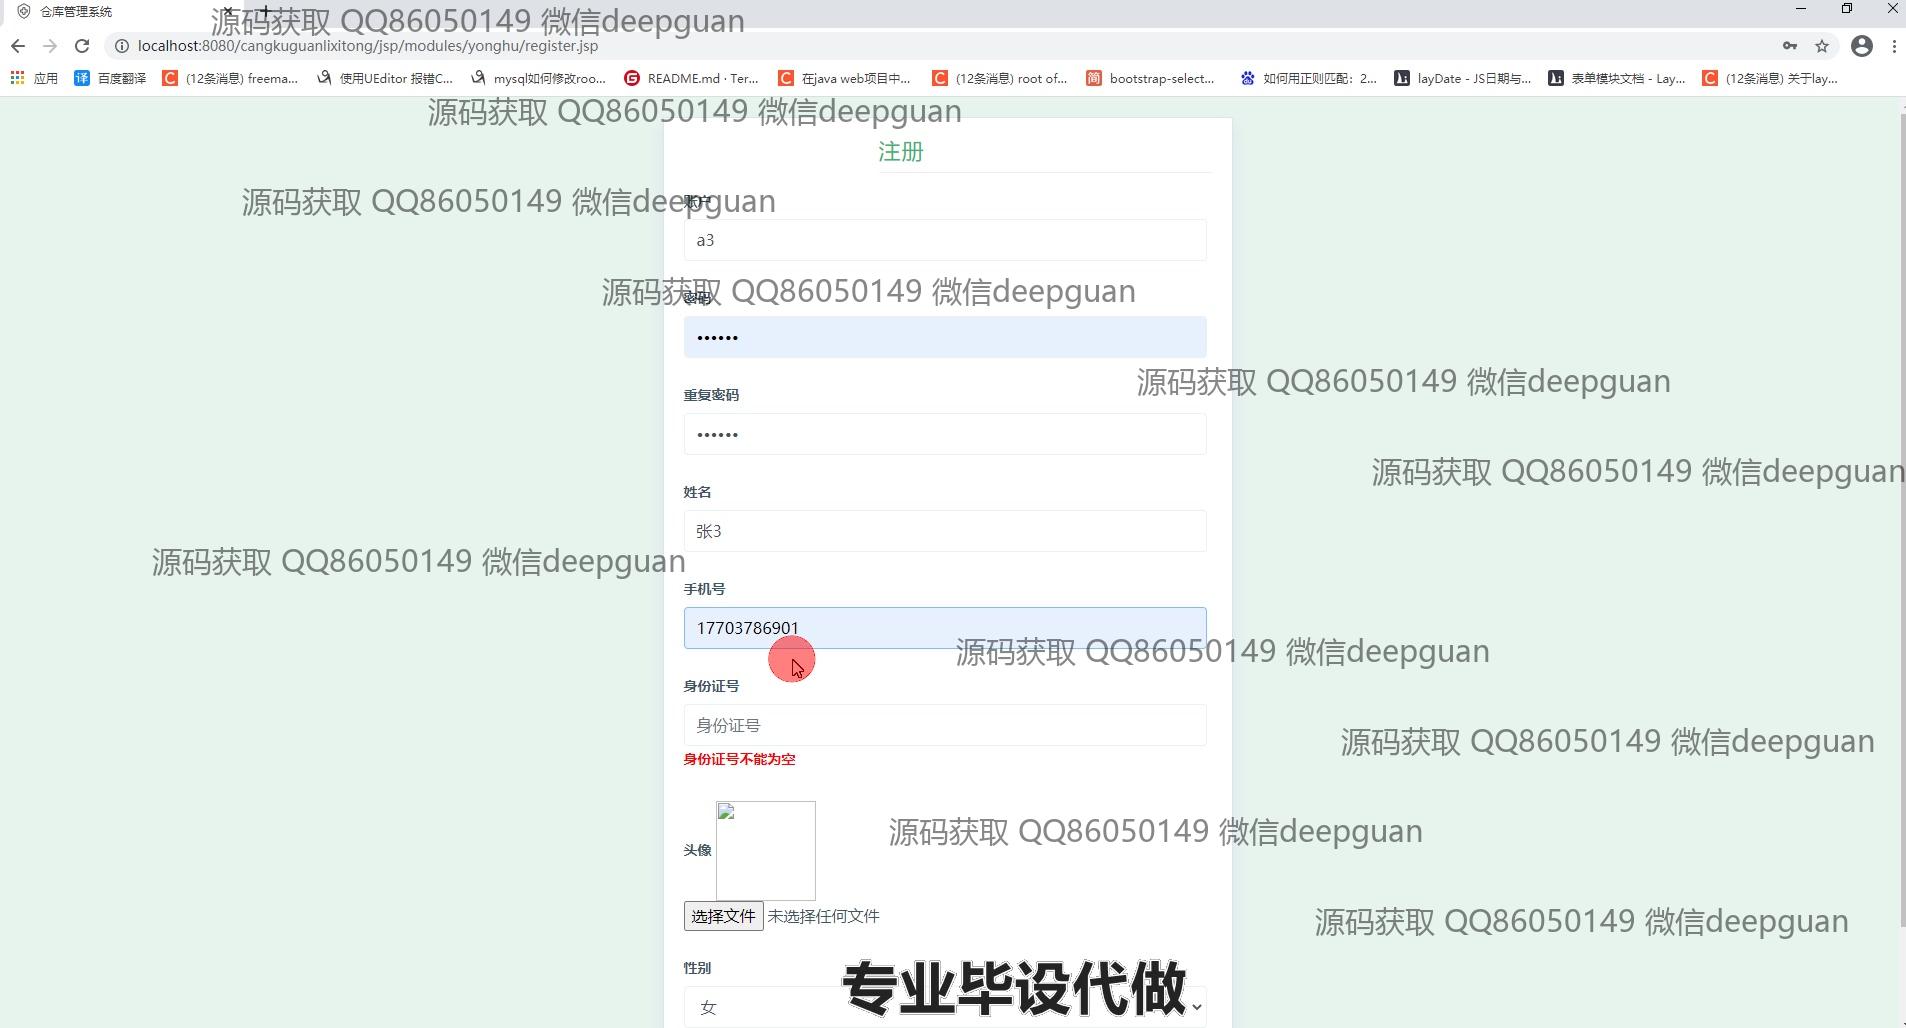 仓库管理系统
源码获取 QQ86050149 微信deepguan
localhost:8080/cangkuguanlixitong/jsp/modules/yonghu/register.jsp
应用
百度翻译
(12条消息) freema...
使用UEditor 报错C...
mysql如何修改roo...
README.md · Ter...
在java web项目中...
(12条消息) root of...
bootstrap-select...
如何用正则匹配：2...
layDate - JS日期与...
表单模块文档 - Lay...
(12条消息) 关于lay...
源码获取 QQ86050149 微信deepguan
注册
源码获取 QQ86050149 微信deepguan
账户
a3
源码获取 QQ86050149 微信deepguan
密码
••••••
源码获取 QQ86050149 微信deepguan
重复密码
••••••
源码获取 QQ86050149 微信deepguan
姓名
张3
源码获取 QQ86050149 微信deepguan
手机号
17703786901
源码获取 QQ86050149 微信deepguan
身份证号
身份证号
源码获取 QQ86050149 微信deepguan
身份证号不能为空
源码获取 QQ86050149 微信deepguan
头像
选择文件 未选择任何文件
源码获取 QQ86050149 微信deepguan
性别
女
专业毕设代做